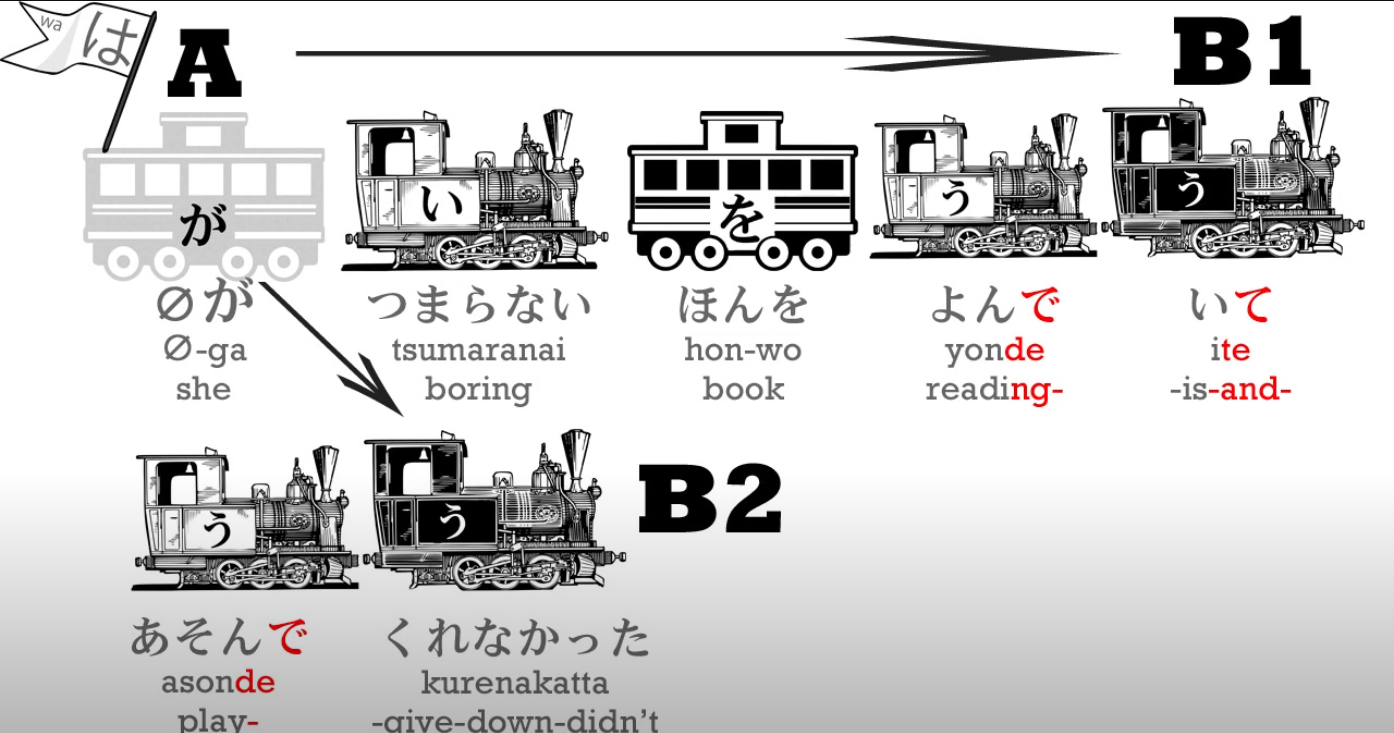 wa は
A
B1
が い を う う
∅が つまらない ほんを よんで いて
∅-ga tsumaranai hon-wo yonde ite
she boring book reading- -is-and-
う う
B2
あそんで くれなかった
asonde kurenakatta
play- -give-down-didn't